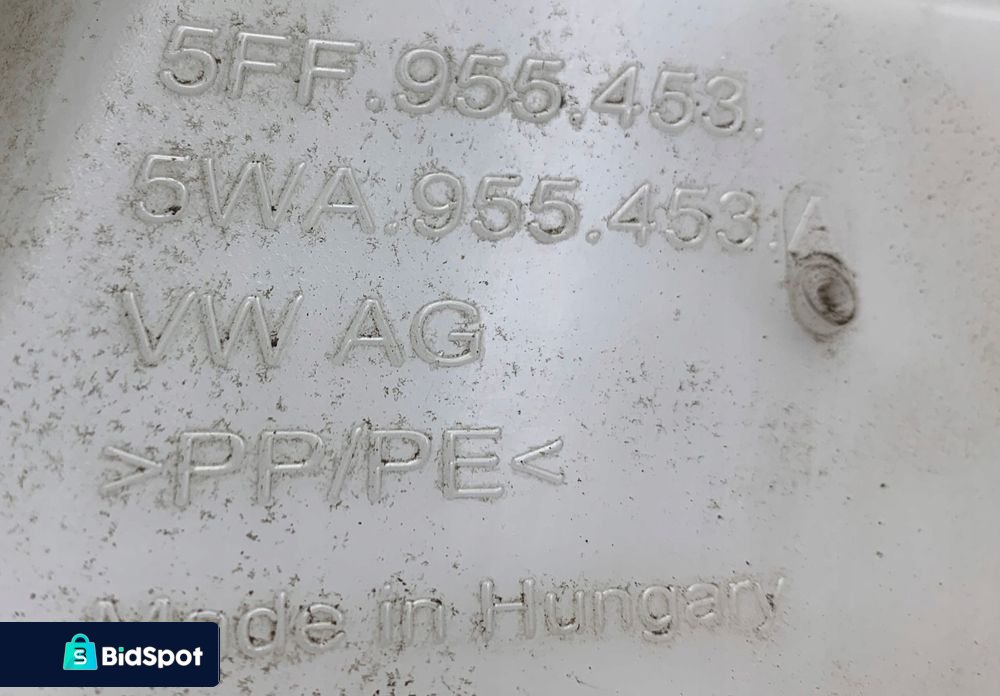 5FF.955.453.
5WA.955.453.A
VW AG
>PP/PE<
Made in Hungary
BidSpot